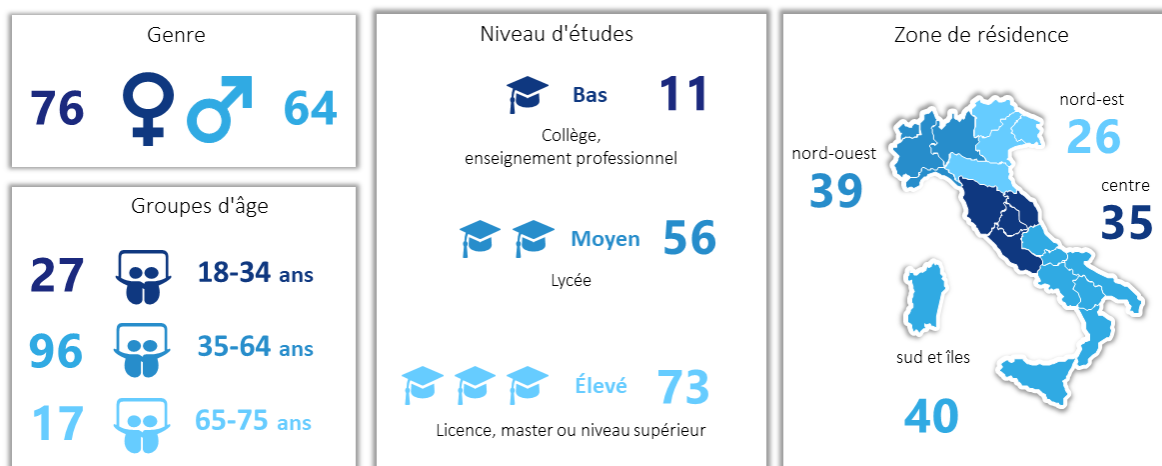 Genre
76 64
Groupes d'âge
27 18-34 ans
96 35-64 ans
17 65-75 ans
Niveau d'études
Bas 11
Collège,
enseignement professionnel
Moyen 56
Lycée
Élevé 73
Licence, master ou niveau supérieur
Zone de résidence
nord-est
26
nord-ouest
39
centre
35
sud et îles
40